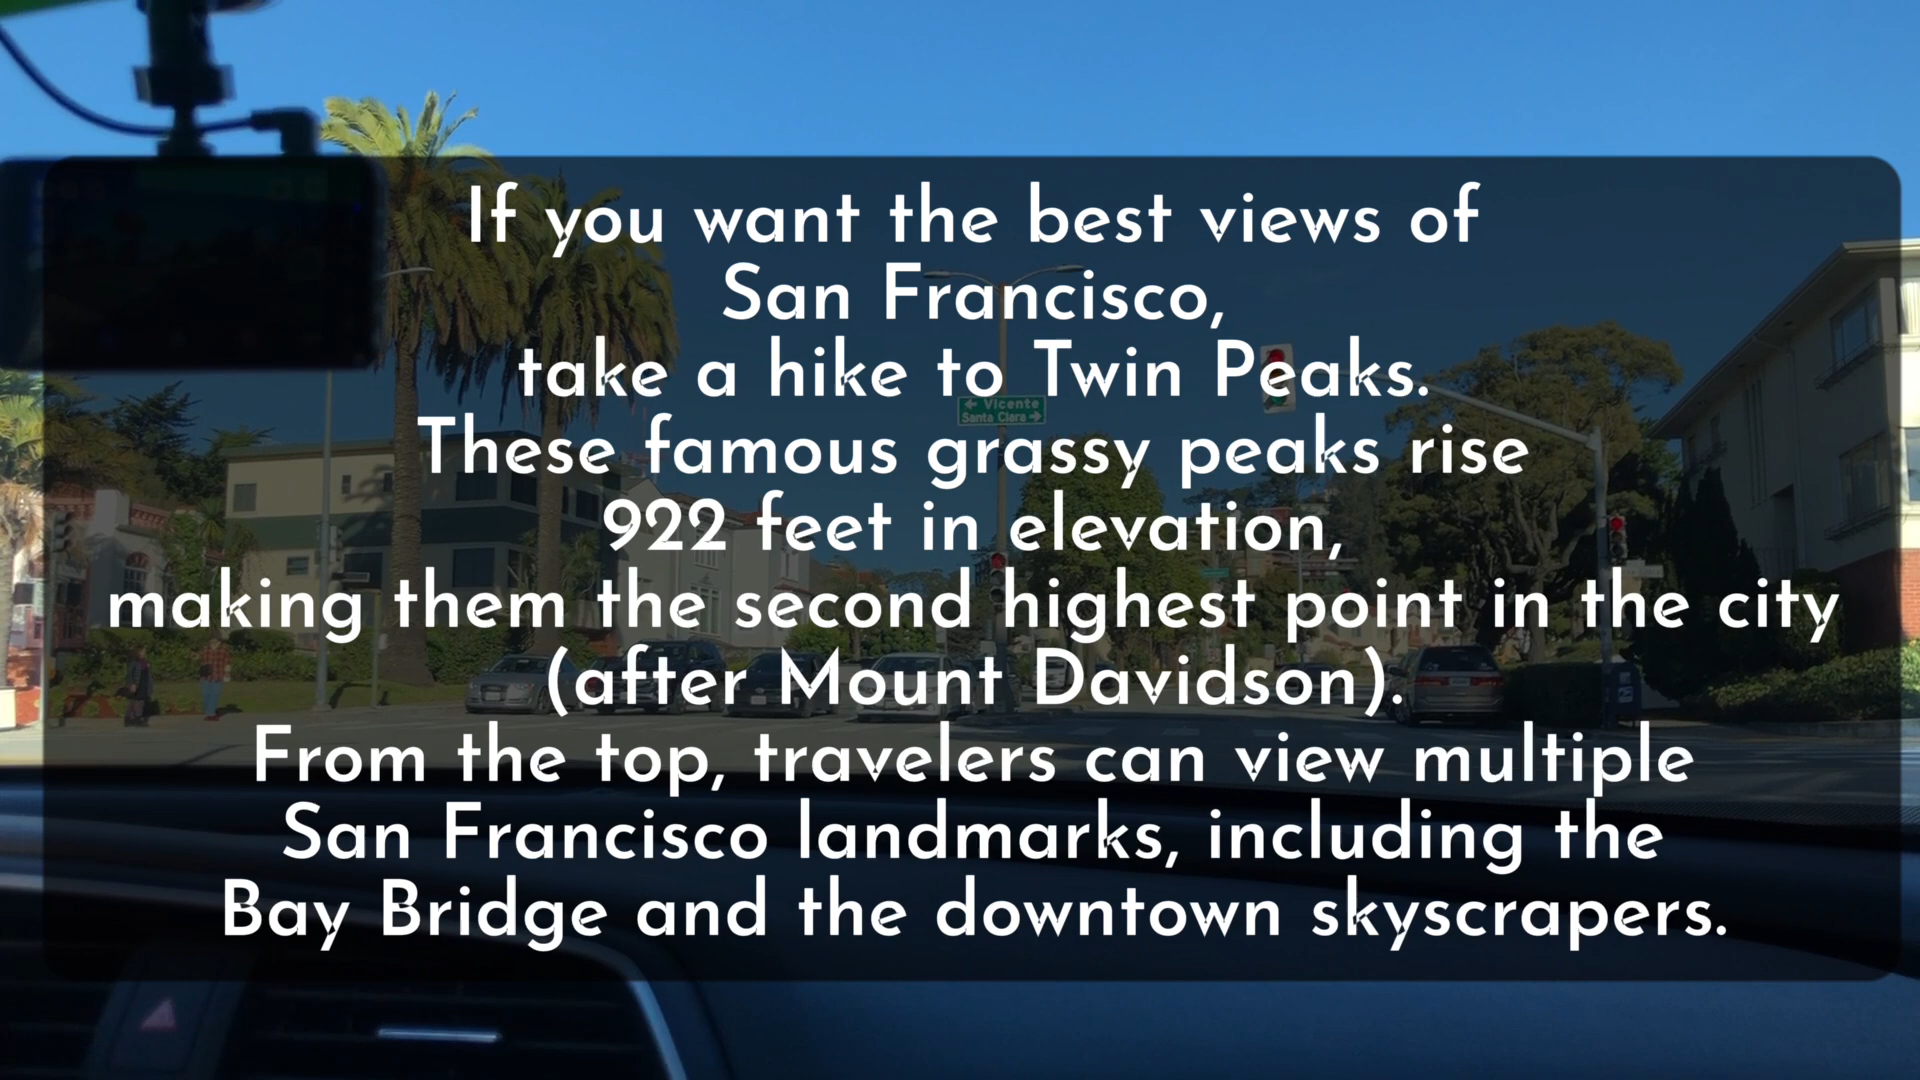 If you want the best views of
San Francisco,
take a hike to Twin Peaks.
← Vicente
Santa Clara →
These famous grassy peaks rise
922 feet in elevation,
making them the second highest point in the city
(after Mount Davidson).
From the top, travelers can view multiple
San Francisco landmarks, including the
Bay Bridge and the downtown skyscrapers.